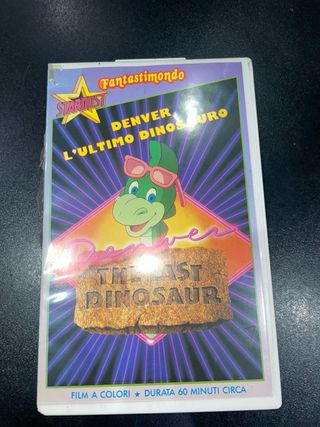 STARDUST
Fantastimondo
DENVER
L'ULTIMO DINOSAURO
Denver
THE LAST
DINOSAUR
FILM A COLORI ★ DURATA 60 MINUTI CIRCA